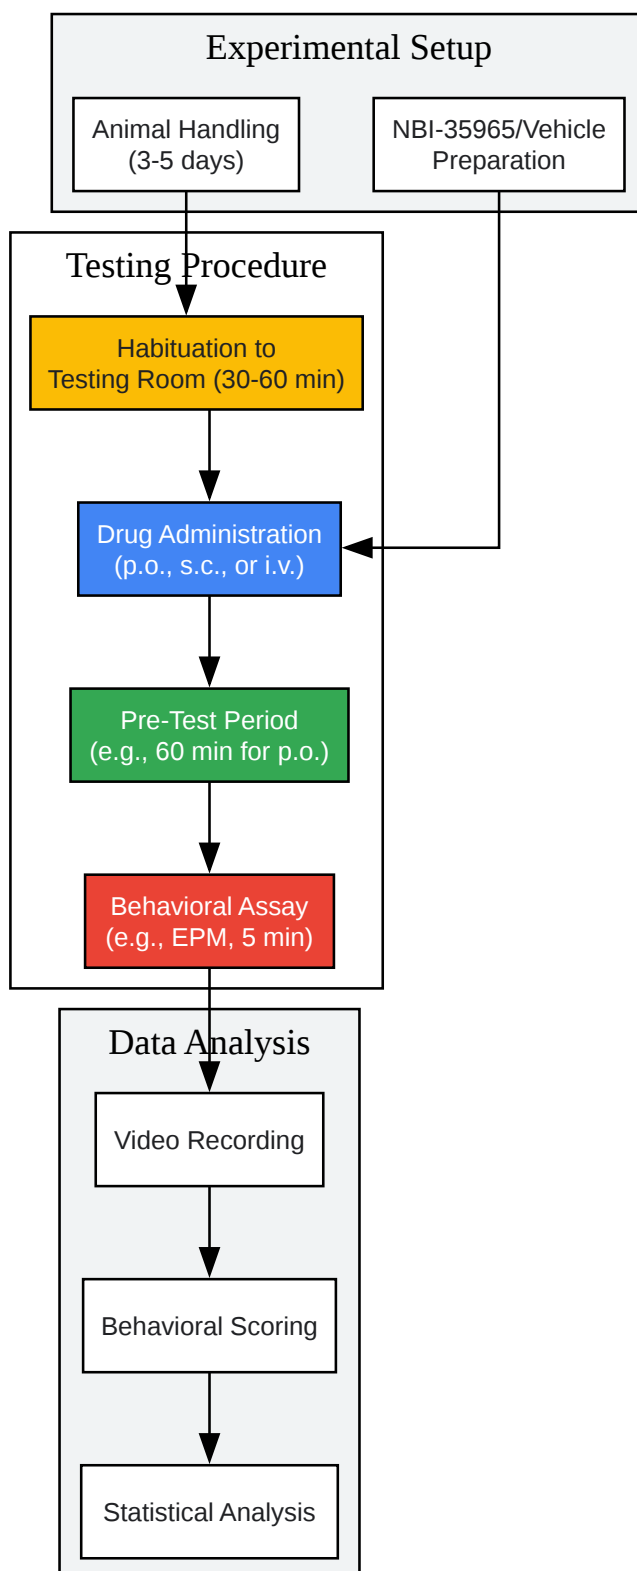 Experimental Setup
Animal Handling
(3-5 days)
NBI-35965/Vehicle
Preparation
Testing Procedure
Habituation to
Testing Room (30-60 min)
Drug Administration
(p.o., s.c., or i.v.)
Pre-Test Period
(e.g., 60 min for p.o.)
Behavioral Assay
(e.g., EPM, 5 min)
Data Analysis
Video Recording
Behavioral Scoring
Statistical Analysis